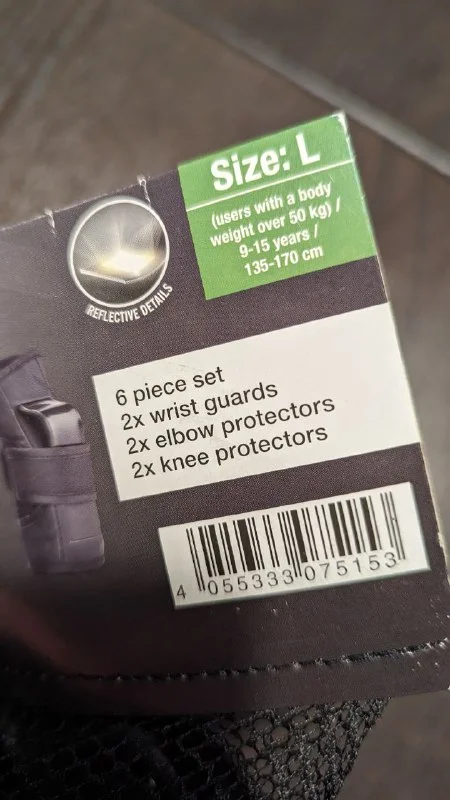 Size: L
(users with a body
weight over 50 kg) /
9-15 years /
135-170 cm
REFLECTIVE DETAILS
6 piece set
2x wrist guards
2x elbow protectors
2x knee protectors
4 055333 075153